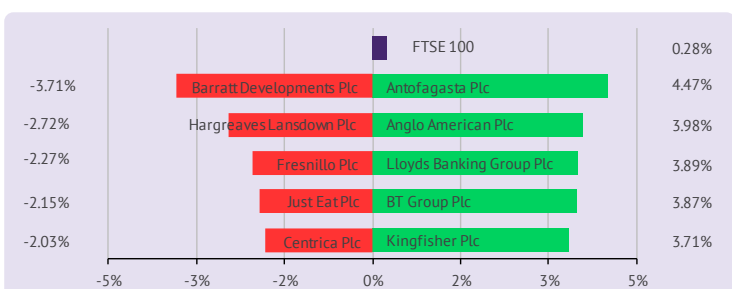 FTSE 100 0.28%
-3.71% Barratt Developments Plc Antofagasta Plc 4.47%
-2.72% Hargreaves Lansdown Plc Anglo American Plc 3.98%
-2.27% Fresnillo Plc Lloyds Banking Group Plc 3.89%
-2.15% Just Eat Plc BT Group Plc 3.87%
-2.03% Centrica Plc Kingfisher Plc 3.71%
-5% -3% -2% 0% 2% 3% 5%